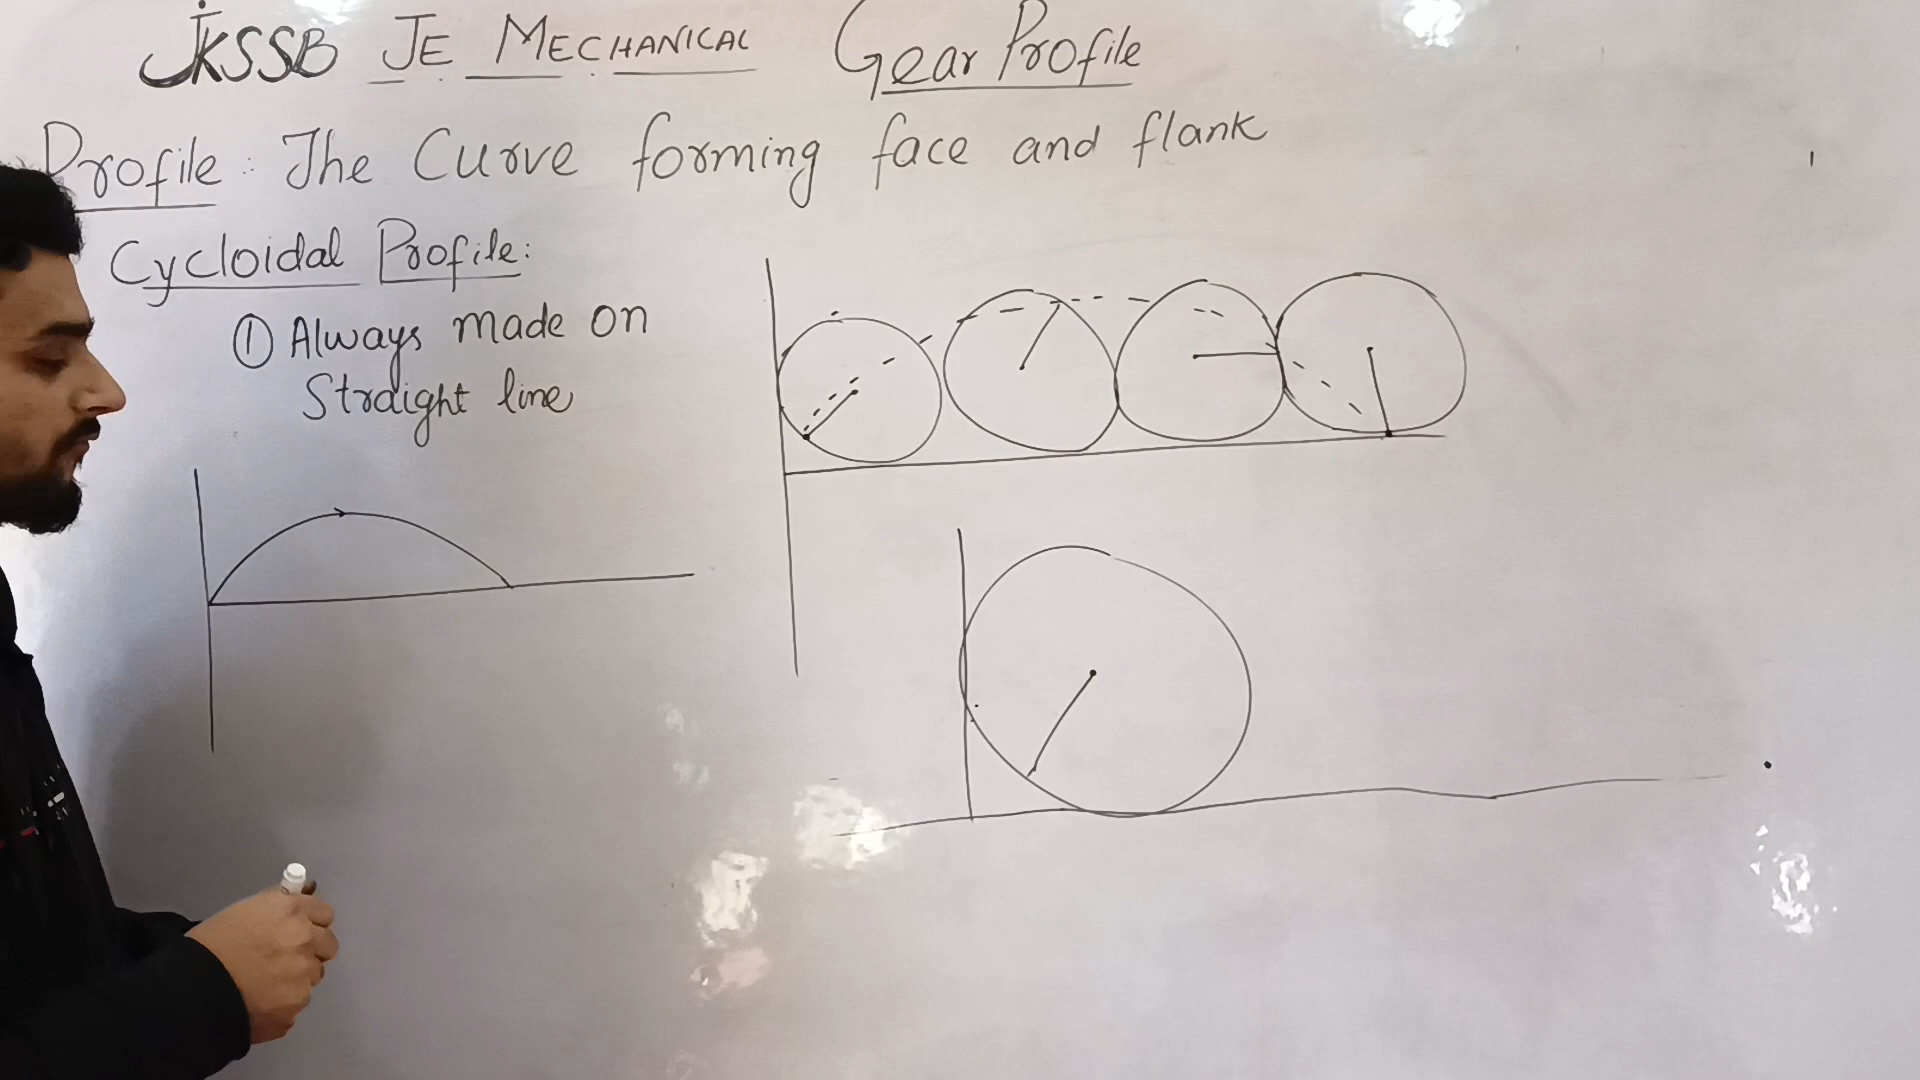 JKSSB JE MECHANICAL Gear Profile
Profile: The Curve forming face and flank
Cycloidal Profile:
① Always made on
Straight line